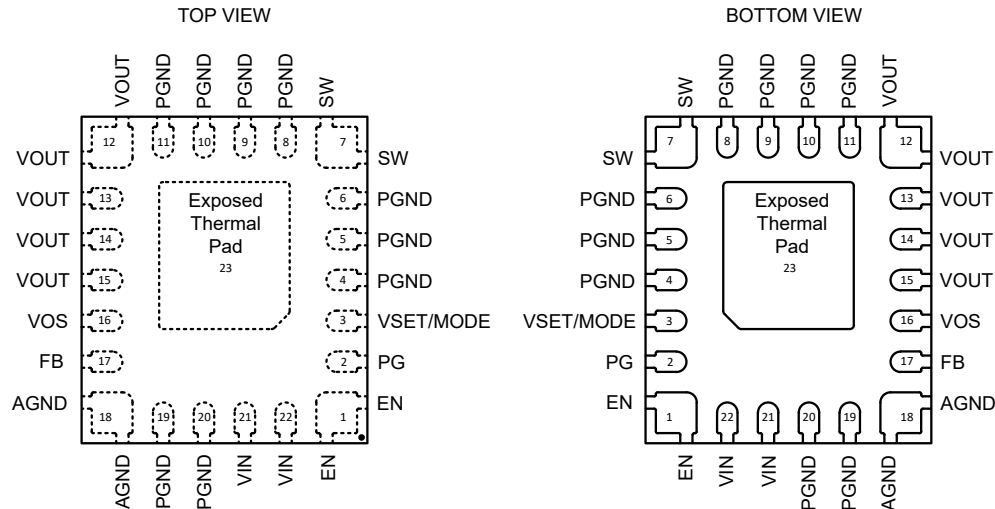 TOP VIEW
VOUT PGND PGND PGND PGND SW
12 11 10 9 8 7
VOUT SW
VOUT 13 6 PGND
VOUT 14 5 PGND
VOUT 15 4 PGND
VOS 16 3 VSET/MODE
FB 17 2 PG
AGND EN
18 19 20 21 22 1
AGND PGND PGND VIN VIN EN
Exposed
Thermal
Pad
23
BOTTOM VIEW
SW PGND PGND PGND PGND VOUT
7 8 9 10 11 12
SW VOUT
PGND 6 13 VOUT
PGND 5 14 VOUT
PGND 4 15 VOUT
VSET/MODE 3 16 VOS
PG 2 17 FB
EN AGND
1 22 21 20 19 18
EN VIN VIN PGND PGND AGND
Exposed
Thermal
Pad
23